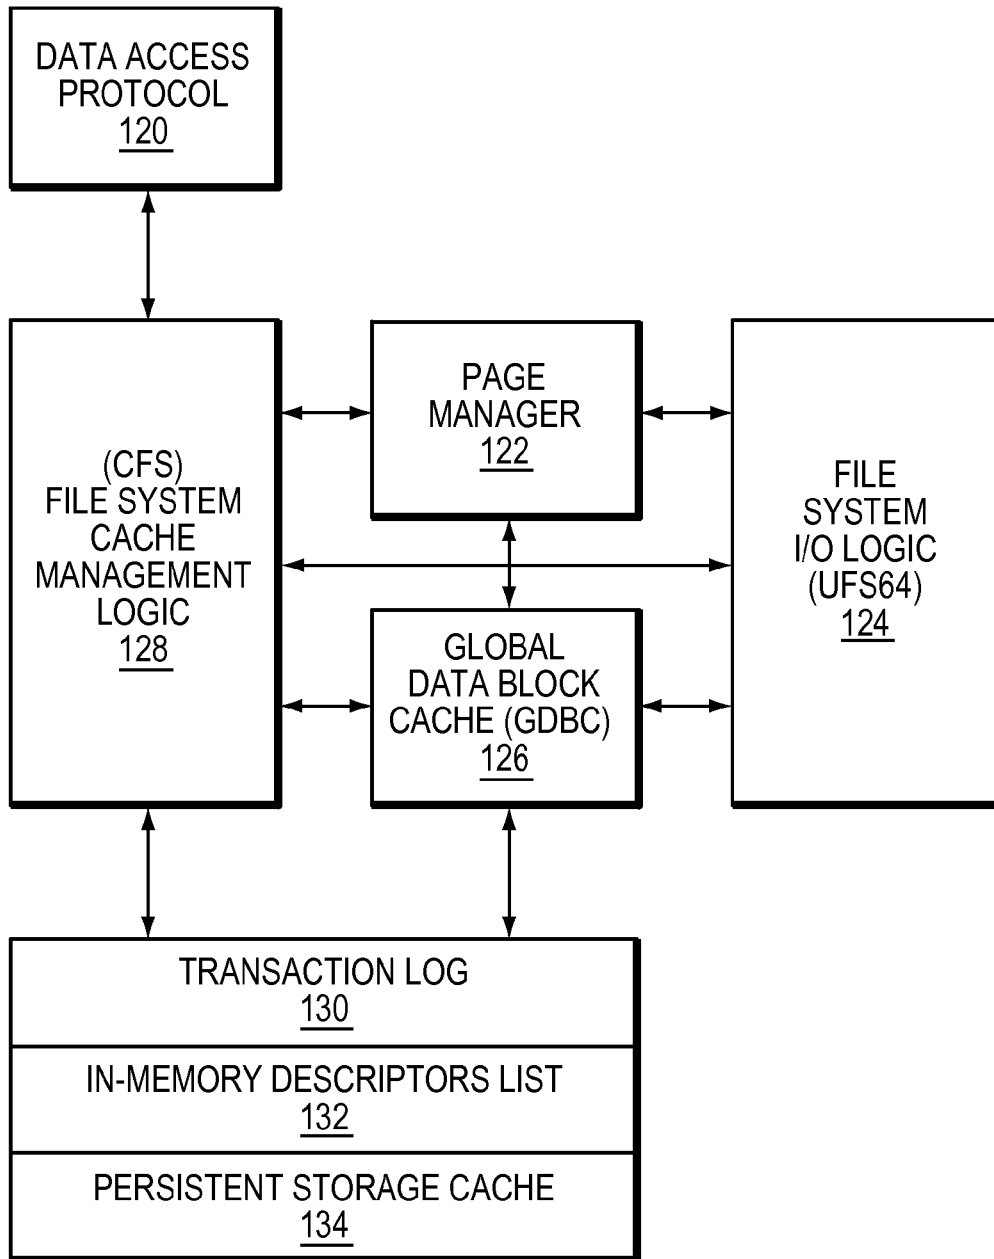 DATA ACCESS
PROTOCOL
120
PAGE
MANAGER
122
(CFS)
FILE SYSTEM
CACHE
MANAGEMENT
LOGIC
128
FILE
SYSTEM
I/O LOGIC
(UFS64)
124
GLOBAL
DATA BLOCK
CACHE (GDBC)
126
TRANSACTION LOG
130
IN-MEMORY DESCRIPTORS LIST
132
PERSISTENT STORAGE CACHE
134